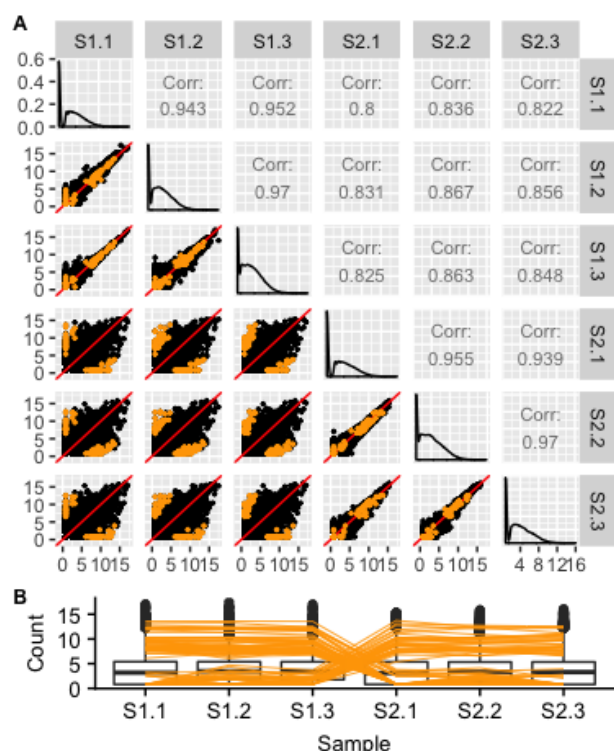 A
S1.1 S1.2 S1.3 S2.1 S2.2 S2.3
0.6
0.4
0.2
0.0
Corr: Corr: Corr: Corr: Corr:
0.943 0.952 0.8 0.836 0.822
S1.1
15
10
5
0
Corr: Corr: Corr: Corr:
0.97 0.831 0.867 0.856
S1.2
15
10
5
0
Corr: Corr: Corr:
0.825 0.863 0.848
S1.3
15
10
5
0
Corr: Corr:
0.955 0.939
S2.1
15
10
5
0
Corr:
0.97
S2.2
15
10
5
0
S2.3
0 5 1015 0 5 1015 0 5 1015 0 5 1015 0 5 1015 4 8 1216
B
Count
15
10
5
0
S1.1 S1.2 S1.3 S2.1 S2.2 S2.3
Sample